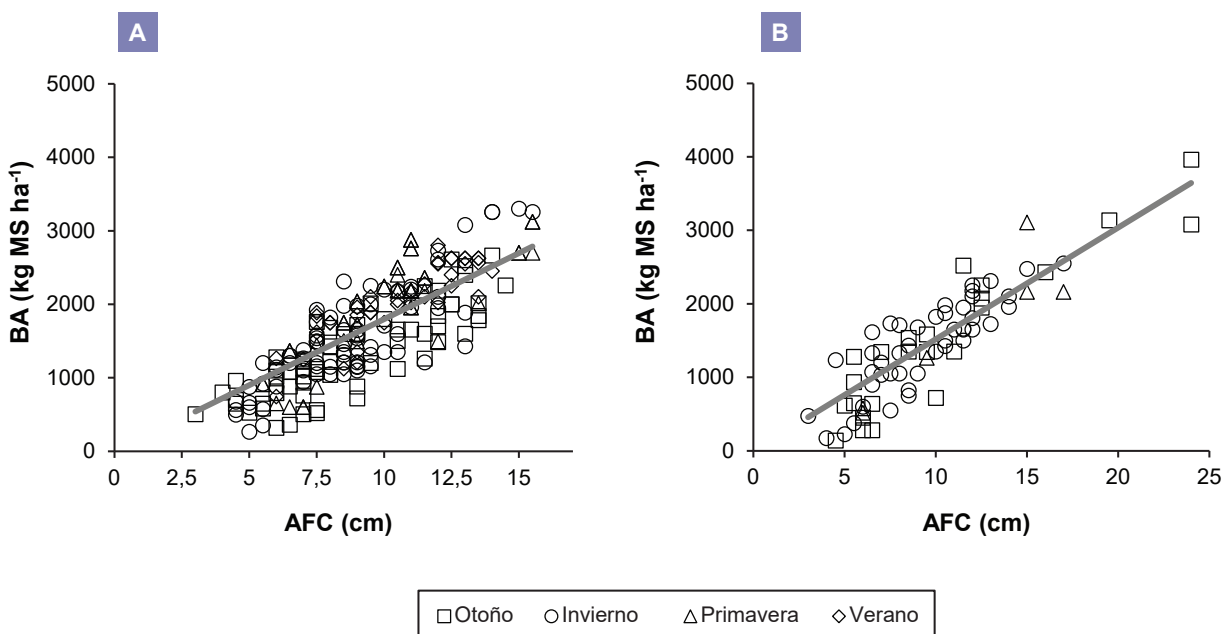 A
B
5000
4000
3000
2000
1000
0
BA (kg MS ha⁻¹)
0 2,5 5 7,5 10 12,5 15
AFC (cm)
5000
4000
3000
2000
1000
0
BA (kg MS ha⁻¹)
0 5 10 15 20 25
AFC (cm)
Otoño Invierno Primavera Verano